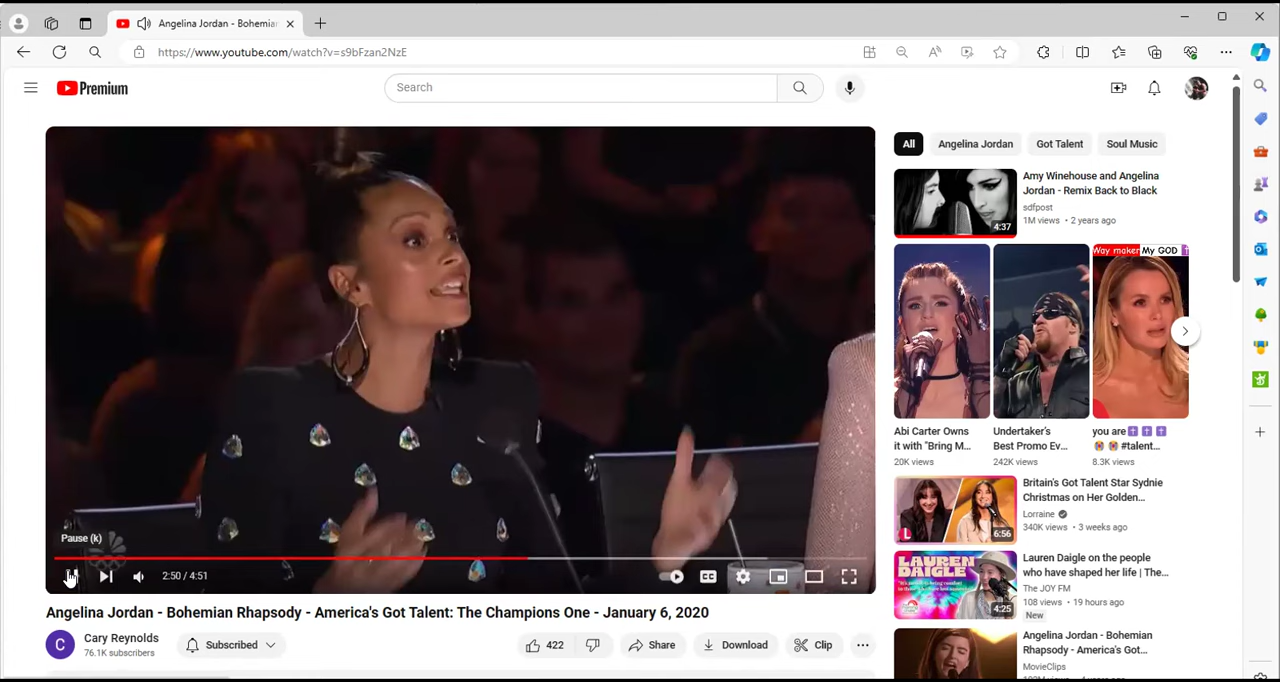 Angelina Jordan - Bohemia
https://www.youtube.com/watch?v=s9bFzan2NzE
Premium
Search
Pause (k)
2:50 / 4:51
CC
Angelina Jordan - Bohemian Rhapsody - America's Got Talent: The Champions One - January 6, 2020
C
Cary Reynolds
76.1K subscribers
Subscribed
422
Share
Download
Clip
All
Angelina Jordan
Got Talent
Soul Music
4:37
Amy Winehouse and Angelina
Jordan - Remix Back to Black
sdfpost
1M views • 2 years ago
Way maker My GOD
Abi Carter Owns
it with "Bring M...
20K views
Undertaker's
Best Promo Ev...
242K views
you are
#talent...
8.3K views
L
6:56
Britain's Got Talent Star Sydnie
Christmas on Her Golden...
Lorraine
340K views • 3 weeks ago
LAUREN
DAIGLE
4:25
Lauren Daigle on the people
who have shaped her life | The...
The JOY FM
108 views • 19 hours ago
New
Angelina Jordan - Bohemian
Rhapsody - America's Got...
MovieClips